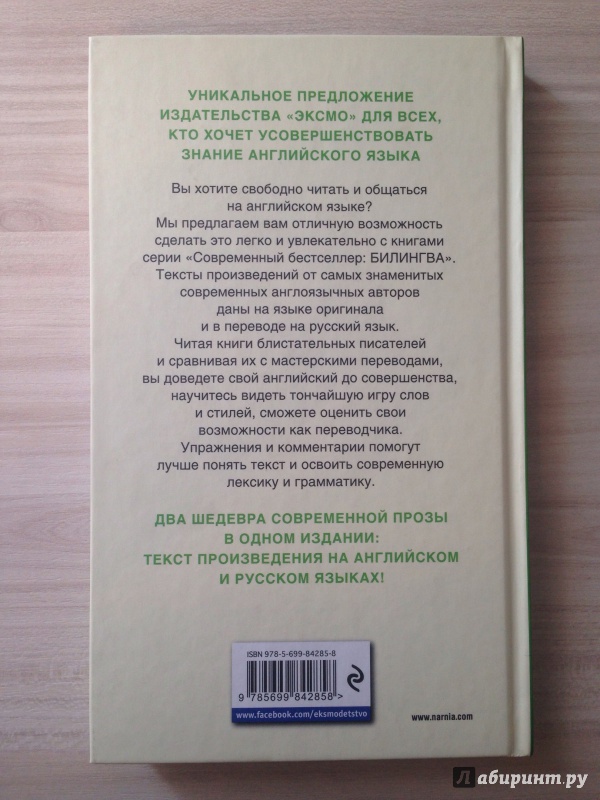 УНИКАЛЬНОЕ ПРЕДЛОЖЕНИЕ
ИЗДАТЕЛЬСТВА «ЭКСМО» ДЛЯ ВСЕХ,
КТО ХОЧЕТ УСОВЕРШЕНСТВОВАТЬ
ЗНАНИЕ АНГЛИЙСКОГО ЯЗЫКА
Вы хотите свободно читать и общаться
на английском языке?
Мы предлагаем вам отличную возможность
сделать это легко и увлекательно с книгами
серии «Современный бестселлер: БИЛИНГВА».
Тексты произведений от самых знаменитых
современных англоязычных авторов
даны на языке оригинала
и в переводе на русский язык.
Читая книги блистательных писателей
и сравнивая их с мастерскими переводами,
вы доведете свой английский до совершенства,
научитесь видеть тончайшую игру слов
и стилей, сможете оценить свои
возможности как переводчика.
Упражнения и комментарии помогут
лучше понять текст и освоить современную
лексику и грамматику.
ДВА ШЕДЕВРА СОВРЕМЕННОЙ ПРОЗЫ
В ОДНОМ ИЗДАНИИ:
ТЕКСТ ПРОИЗВЕДЕНИЯ НА АНГЛИЙСКОМ
И РУССКОМ ЯЗЫКАХ!
ISBN 978-5-699-84285-8
9 785699 842858 >
www.facebook.com/eksmodetstvo
www.narnia.com
Лабиринт.ру